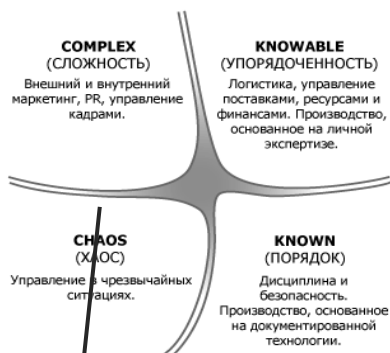 COMPLEX
(СЛОЖНОСТЬ)
Внешний и внутренний
маркетинг, PR, управление
кадрами.
KNOWABLE
(УПОРЯДОЧЕННОСТЬ)
Логистика, управление
поставками, ресурсами и
финансами. Производство,
основанное на личной
экспертизе.
CHAOS
(ХАОС)
Управление в чрезвычайных
ситуациях.
KNOWN
(ПОРЯДОК)
Дисциплина и
безопасность.
Производство, основанное
на документированной
технологии.